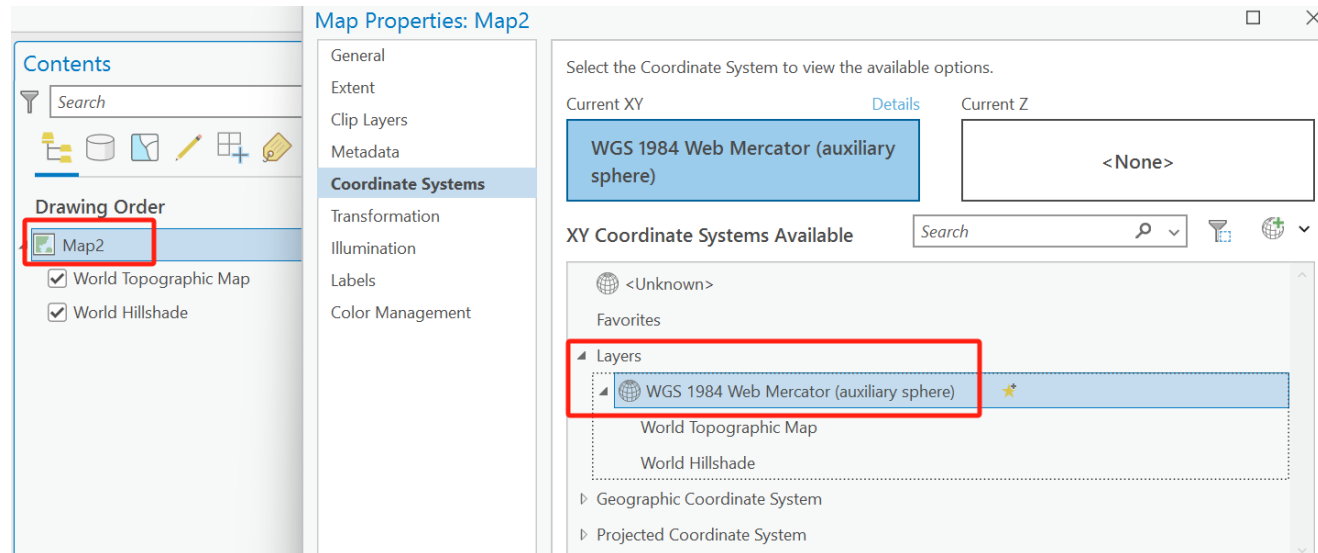 Contents
Search
Drawing Order
Map2
World Topographic Map
World Hillshade
Map Properties: Map2
General
Extent
Clip Layers
Metadata
Coordinate Systems
Transformation
Illumination
Labels
Color Management
Select the Coordinate System to view the available options.
Current XY
Details
Current Z
WGS 1984 Web Mercator (auxiliary
sphere)
<None>
XY Coordinate Systems Available
Search
<Unknown>
Favorites
Layers
WGS 1984 Web Mercator (auxiliary sphere)
World Topographic Map
World Hillshade
Geographic Coordinate System
Projected Coordinate System